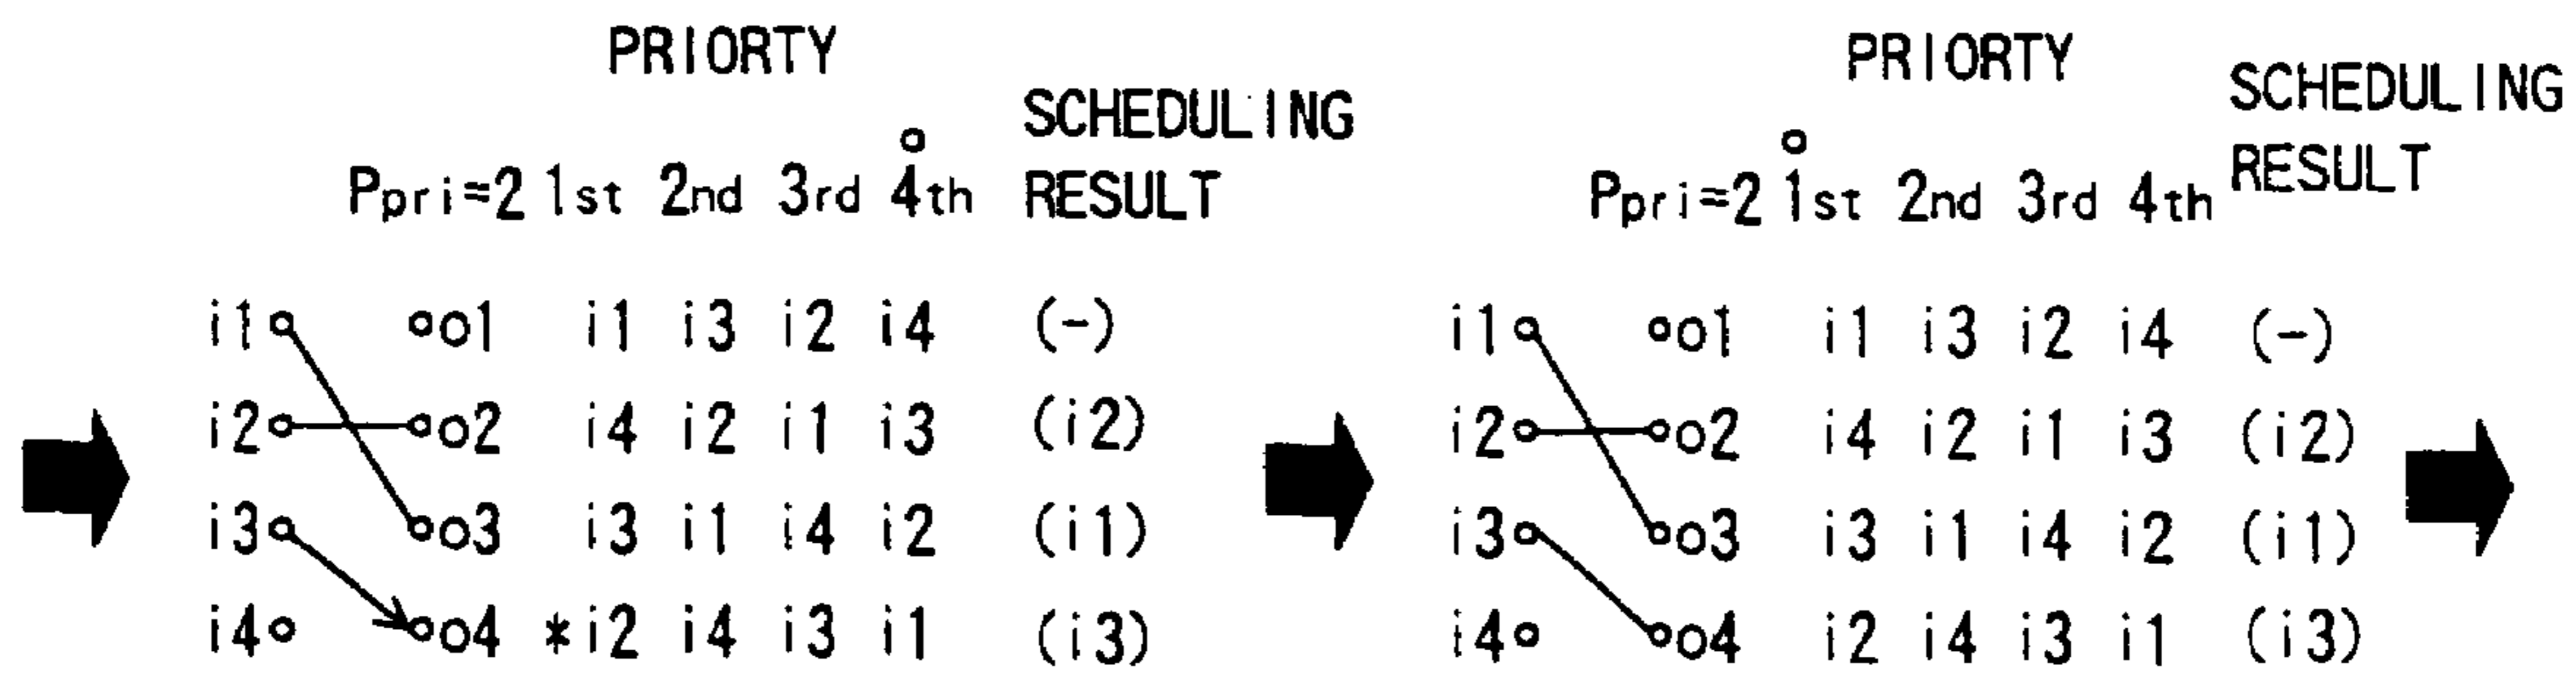 PRIORTY
SCHEDULING
RESULT
Ppri=2 1st 2nd 3rd 4th
i1 o1 i1 i3 i2 i4 (-)
i2 o2 i4 i2 i1 i3 (i2)
i3 o3 i3 i1 i4 i2 (i1)
i4 o4 *i2 i4 i3 i1 (i3)
PRIORTY
SCHEDULING
RESULT
Ppri=2 1st 2nd 3rd 4th
i1 o1 i1 i3 i2 i4 (-)
i2 o2 i4 i2 i1 i3 (i2)
i3 o3 i3 i1 i4 i2 (i1)
i4 o4 i2 i4 i3 i1 (i3)